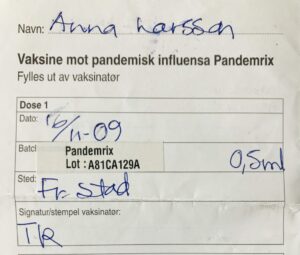 Navn: Anna Larsson
Vaksine mot pandemisk influensa Pandemrix
Fylles ut av vaksinatør
Dose 1
Dato: 16/11-09
Batch Pandemrix
Lot : A81CA129A 0,5ml
Sted: Fr.stad
Signatur/stempel vaksinatør:
TR